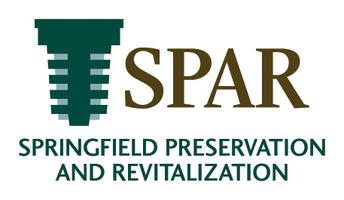 SPAR
SPRINGFIELD PRESERVATION
AND REVITALIZATION